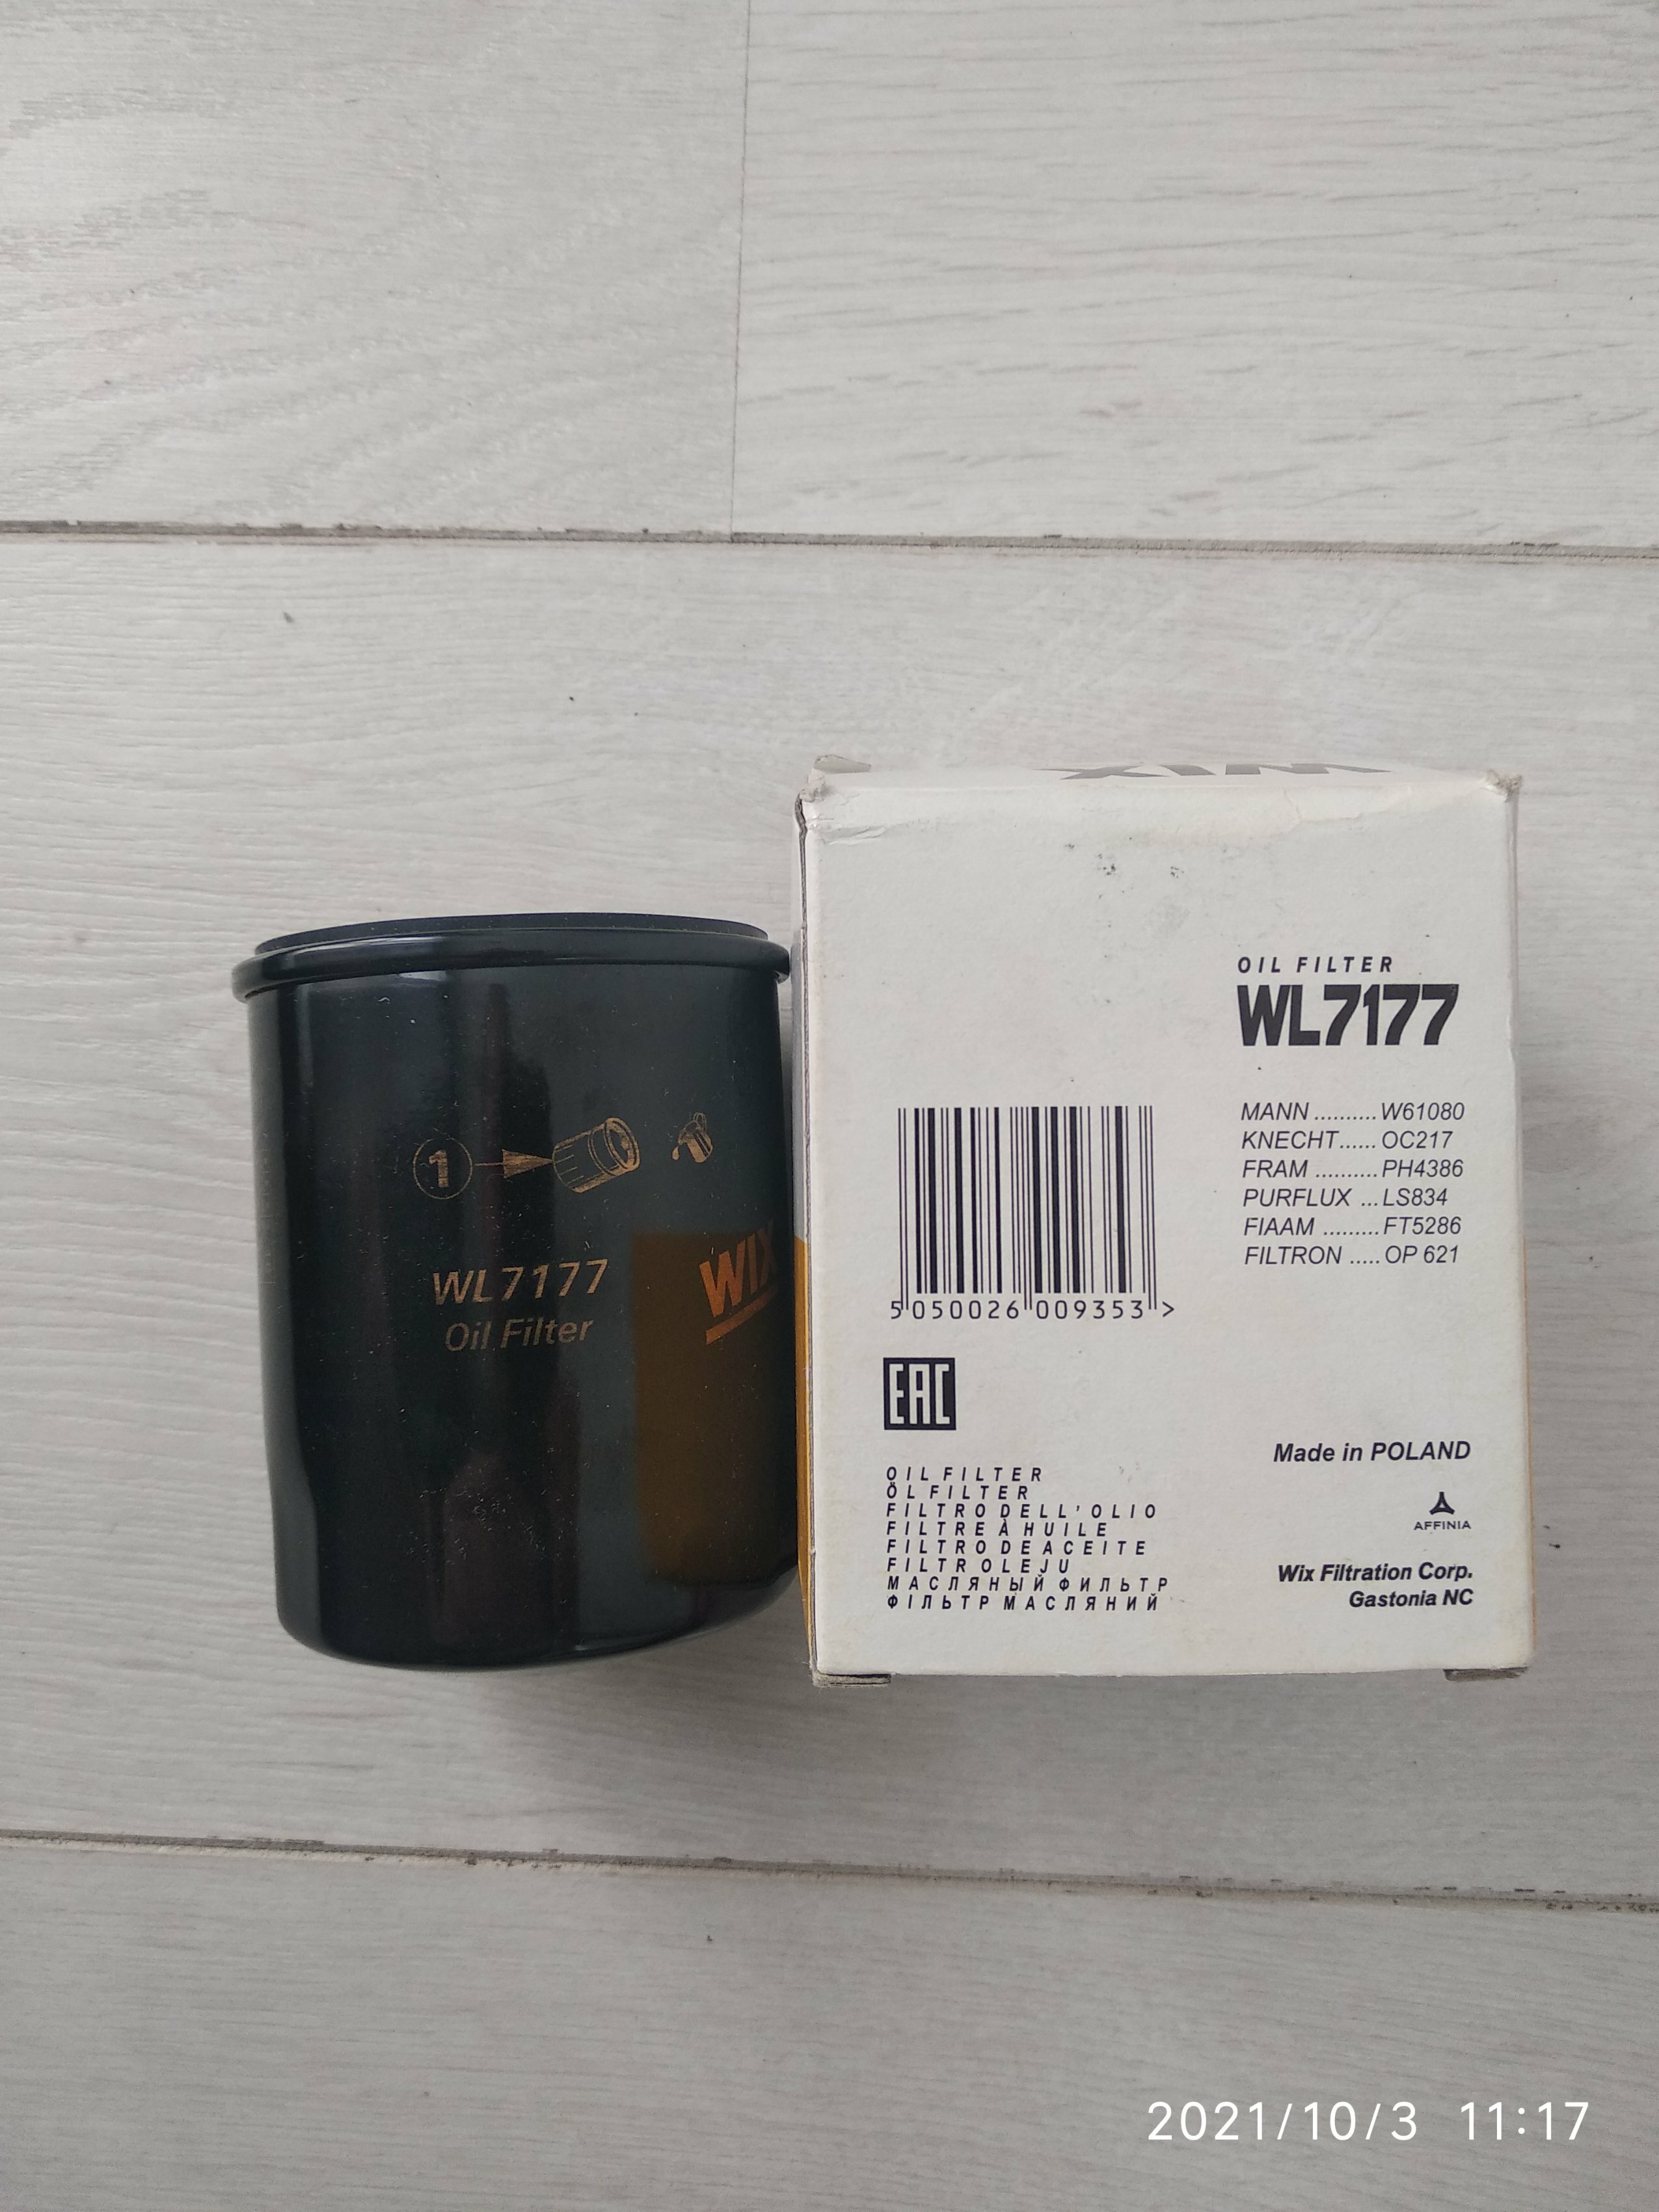 WIX
OIL FILTER
WL7177
MANN .......... W61080
KNECHT...... OC217
FRAM .......... PH4386
PURFLUX ... LS834
FIAAM ......... FT5286
FILTRON ..... OP 621
5 050026 009353 >
EAC
OIL FILTER
ÖL FILTER
FILTRO DELL'OLIO
FILTRE À HUILE
FILTRO DE ACEITE
FILTR OLEJU
МАСЛЯНЫЙ ФИЛЬТР
ФІЛЬТР МАСЛЯНИЙ
Made in POLAND
AFFINIA
Wix Filtration Corp.
Gastonia NC
1
WL7177
Oil Filter
WIX
2021/10/3 11:17